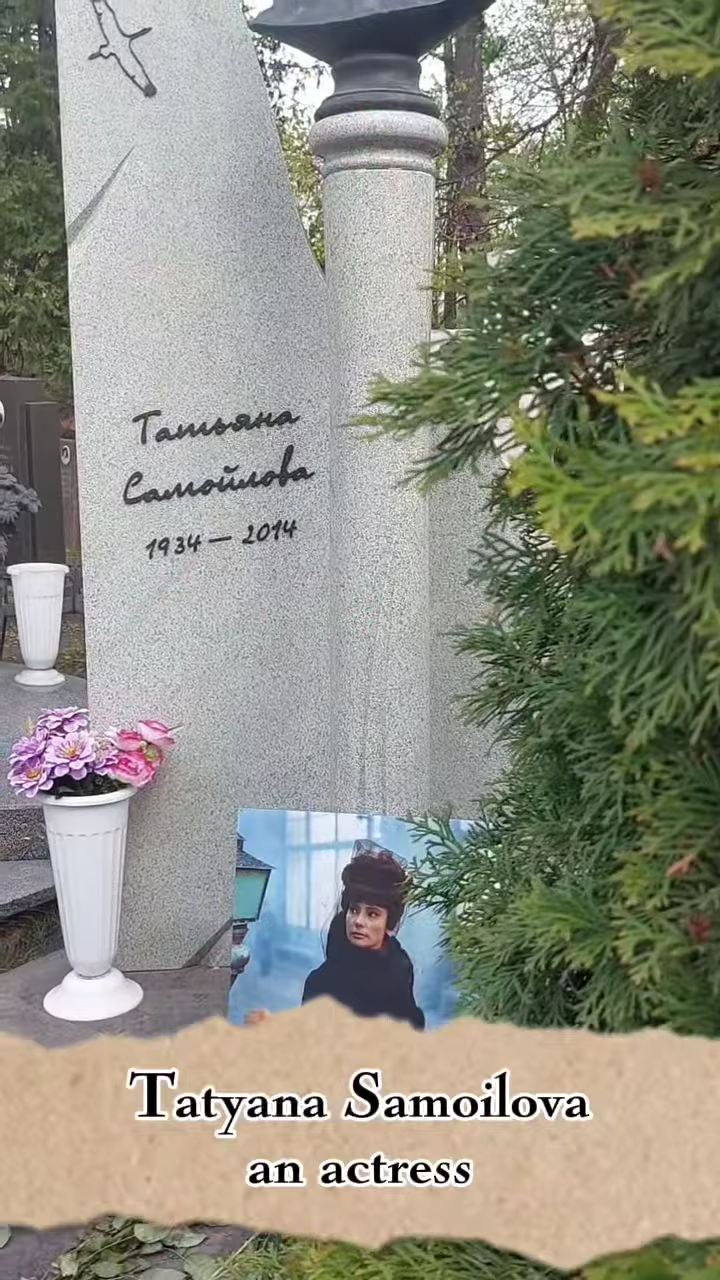 Татьяна
Самойлова
1934 — 2014
Tatyana Samoilova
an actress